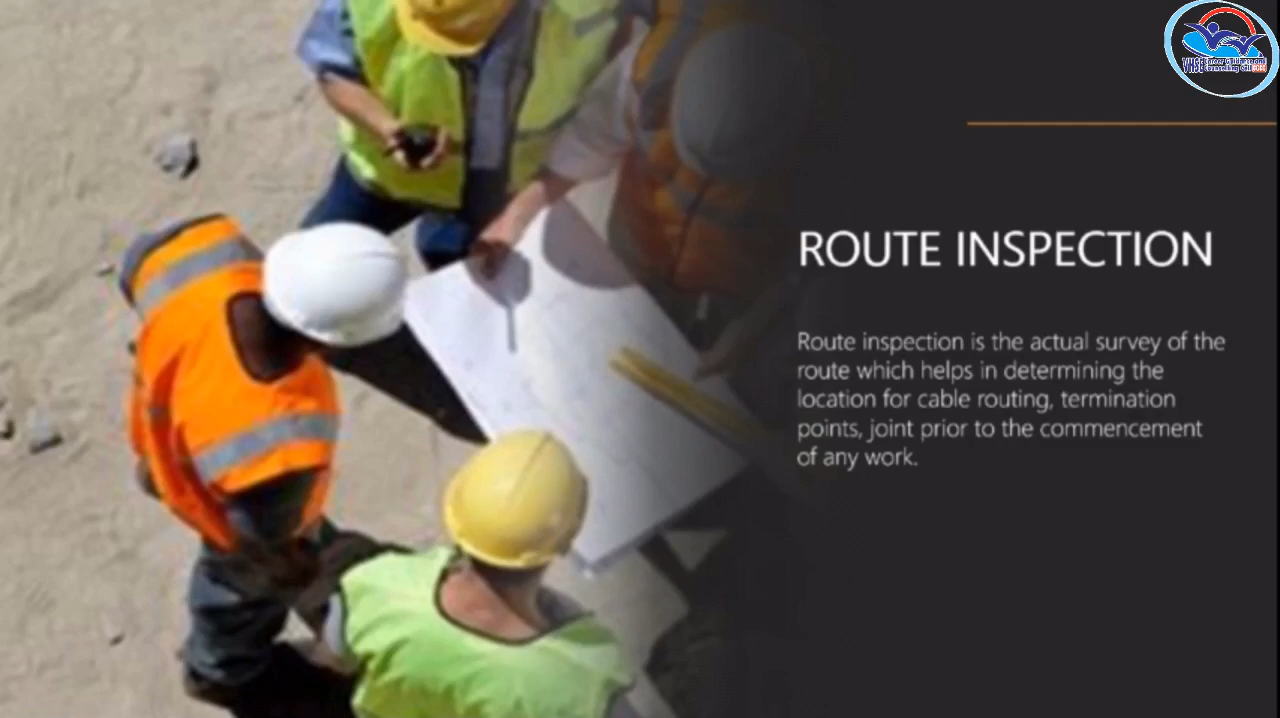 ROUTE INSPECTION
Route inspection is the actual survey of the
route which helps in determining the
location for cable routing, termination
points, joint prior to the commencement
of any work.